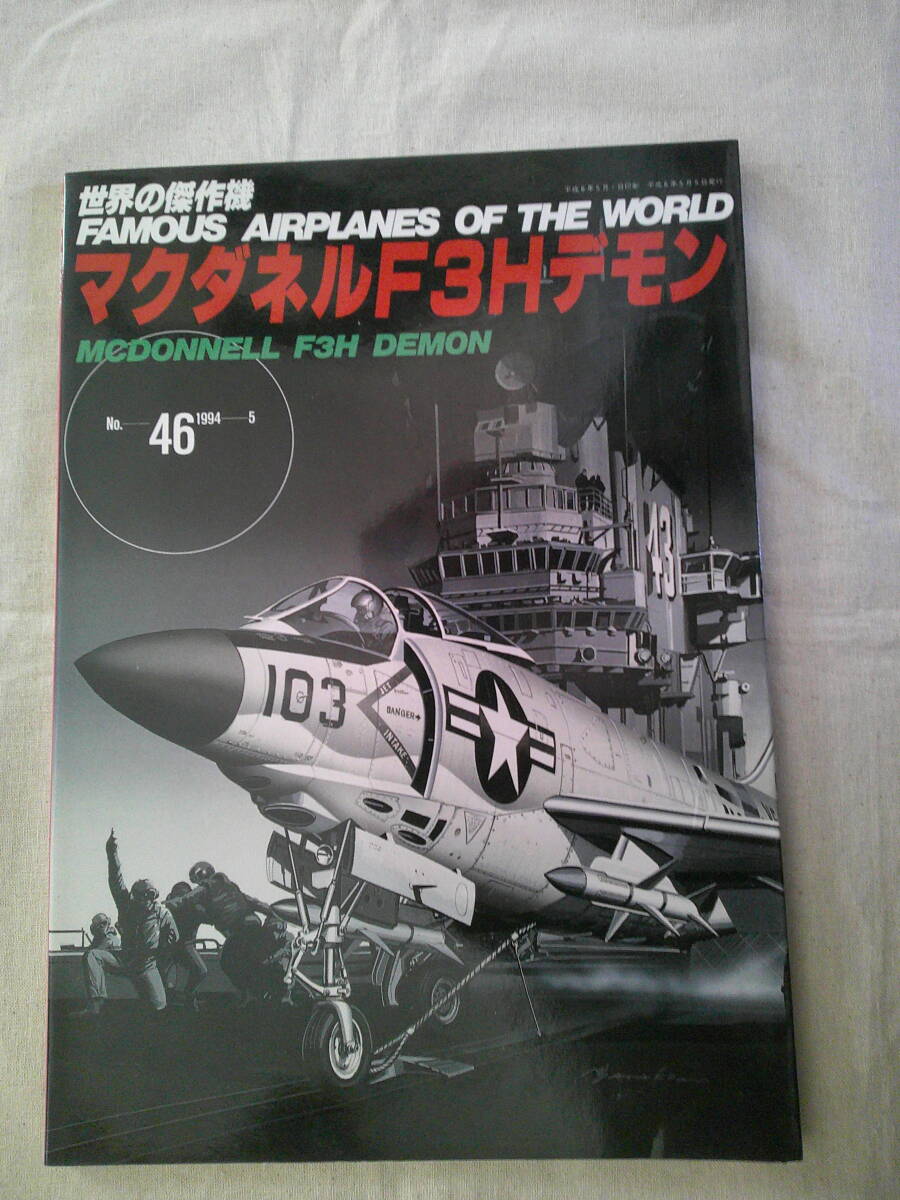 世界の傑作機
FAMOUS AIRPLANES OF THE WORLD
マクダネルF3Hデモン
MCDONNELL F3H DEMON
No. 46 1994 5
43
103
JET
DANGER
INTAKE